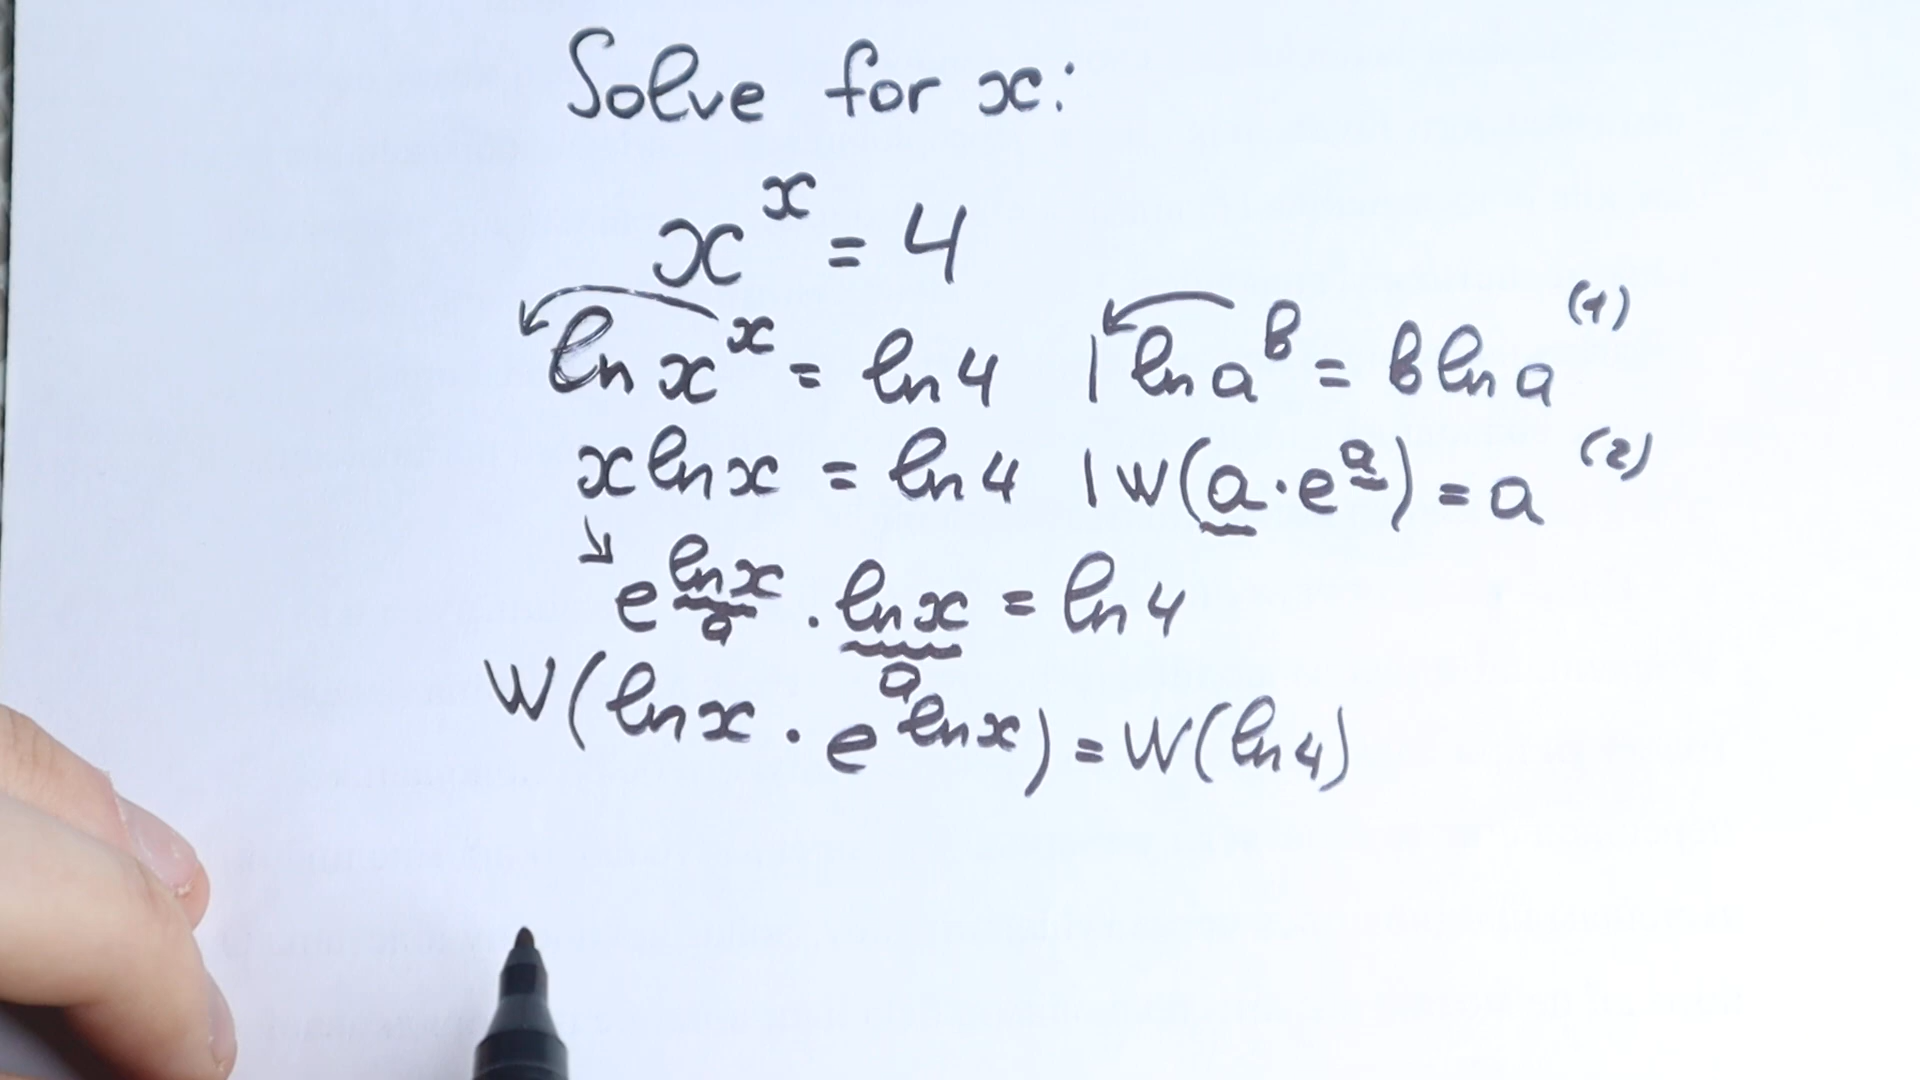 Solve for x:
x^x = 4
ln x^x = ln 4 | ln a^b = b ln a (1)
x ln x = ln 4 | W(a · e^a) = a (2)
e^ln x · ln x = ln 4
a a
W(ln x · e^ln x) = W(ln 4)